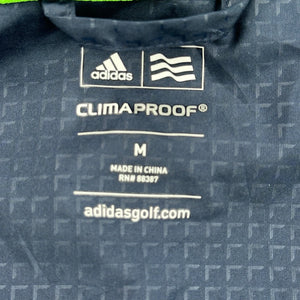 adidas
CLIMAPROOF®
M
MADE IN CHINA
RN# 88387
adidasgolf.com